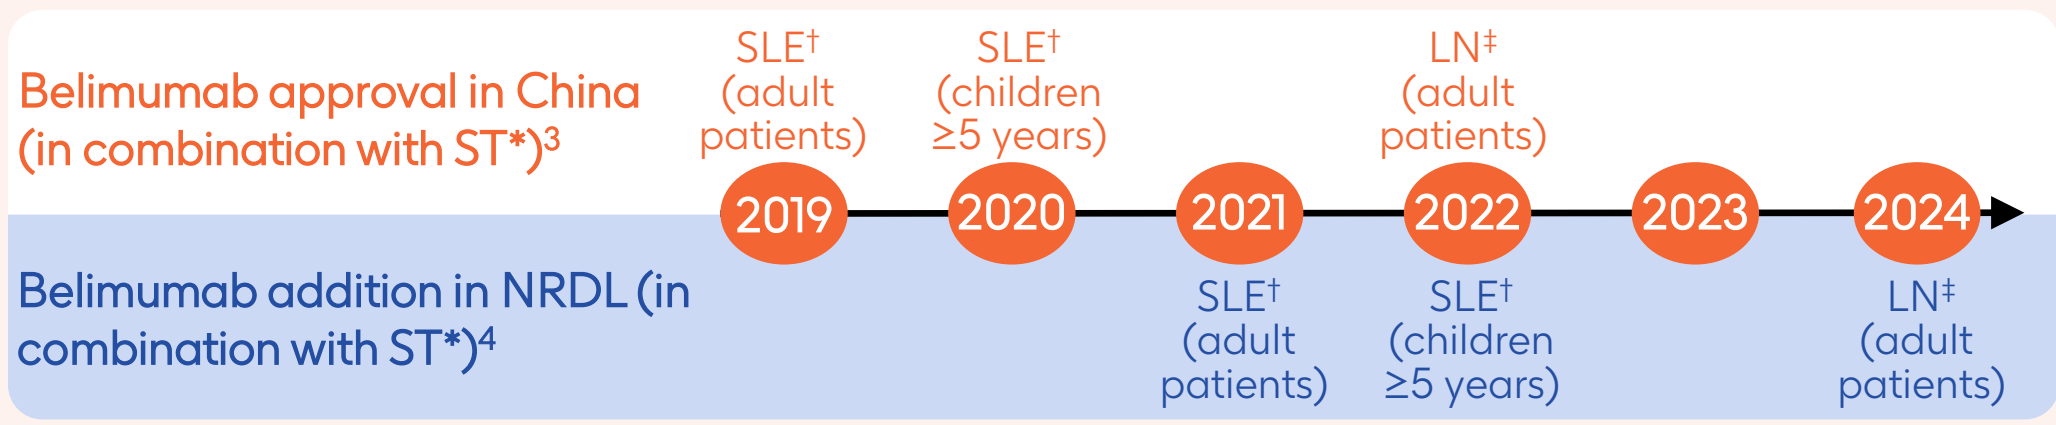 Belimumab approval in China
(in combination with ST*)³
SLE†
(adult
patients)
SLE†
(children
≥5 years)
LN‡
(adult
patients)
2019
2020
2021
2022
2023
2024
Belimumab addition in NRDL (in
combination with ST*)⁴
SLE†
(adult
patients)
SLE†
(children
≥5 years)
LN‡
(adult
patients)